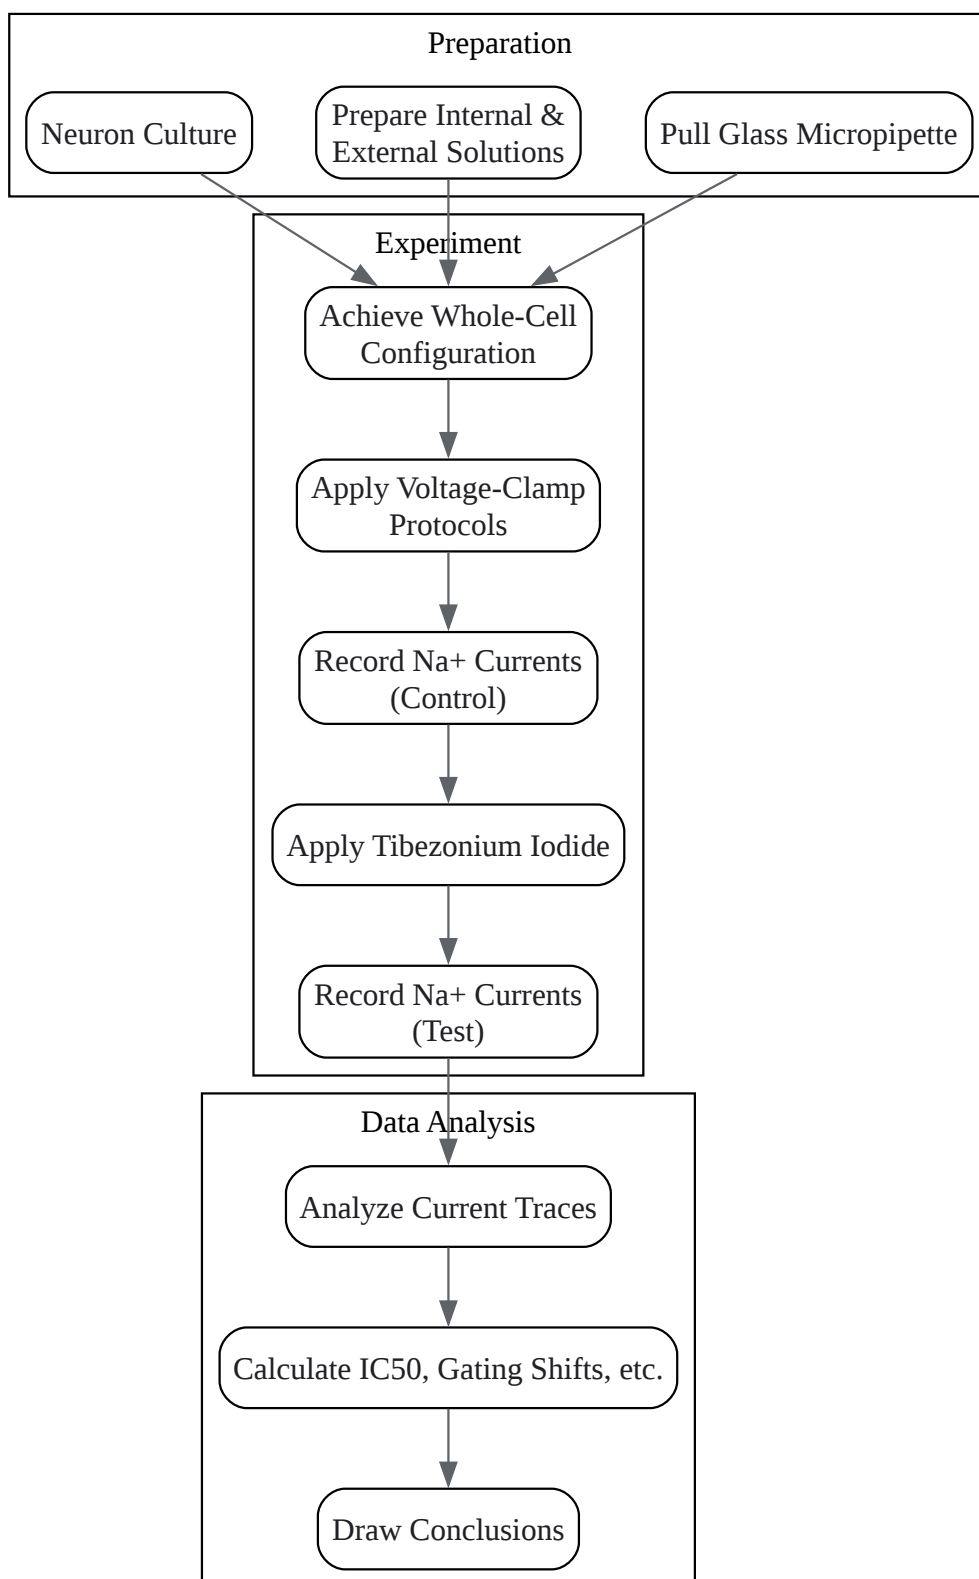 Preparation
Neuron Culture
Prepare Internal &
External Solutions
Pull Glass Micropipette
Experiment
Achieve Whole-Cell
Configuration
Apply Voltage-Clamp
Protocols
Record Na+ Currents
(Control)
Apply Tibezonium Iodide
Record Na+ Currents
(Test)
Data Analysis
Analyze Current Traces
Calculate IC50, Gating Shifts, etc.
Draw Conclusions